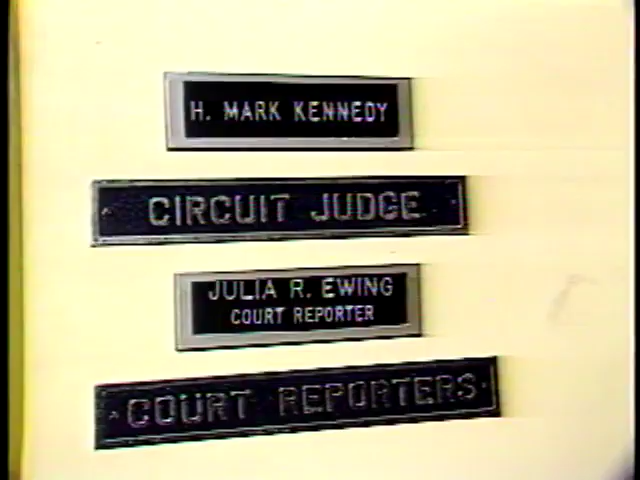 H. MARK KENNEDY
CIRCUIT JUDGE
JULIA R. EWING
COURT REPORTER
COURT REPORTERS